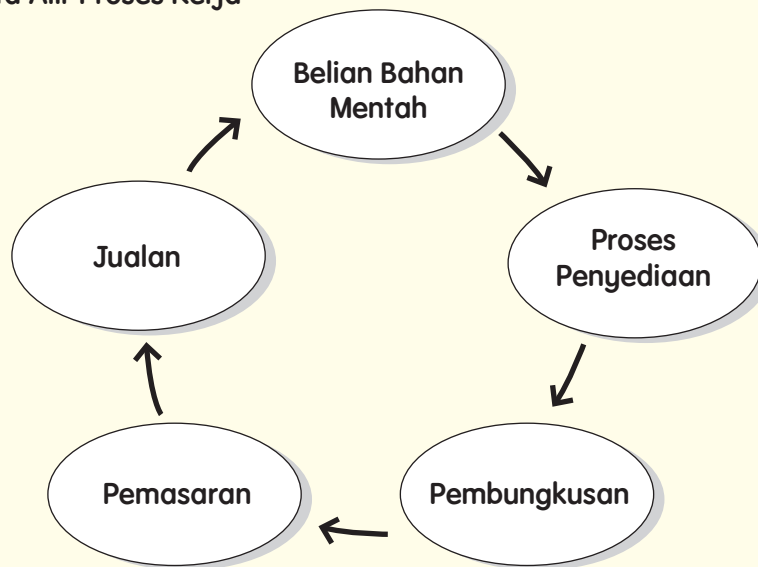 Alir Proses Kerja
Belian Bahan
Mentah
Proses
Penyediaan
Pembungkusan
Pemasaran
Jualan